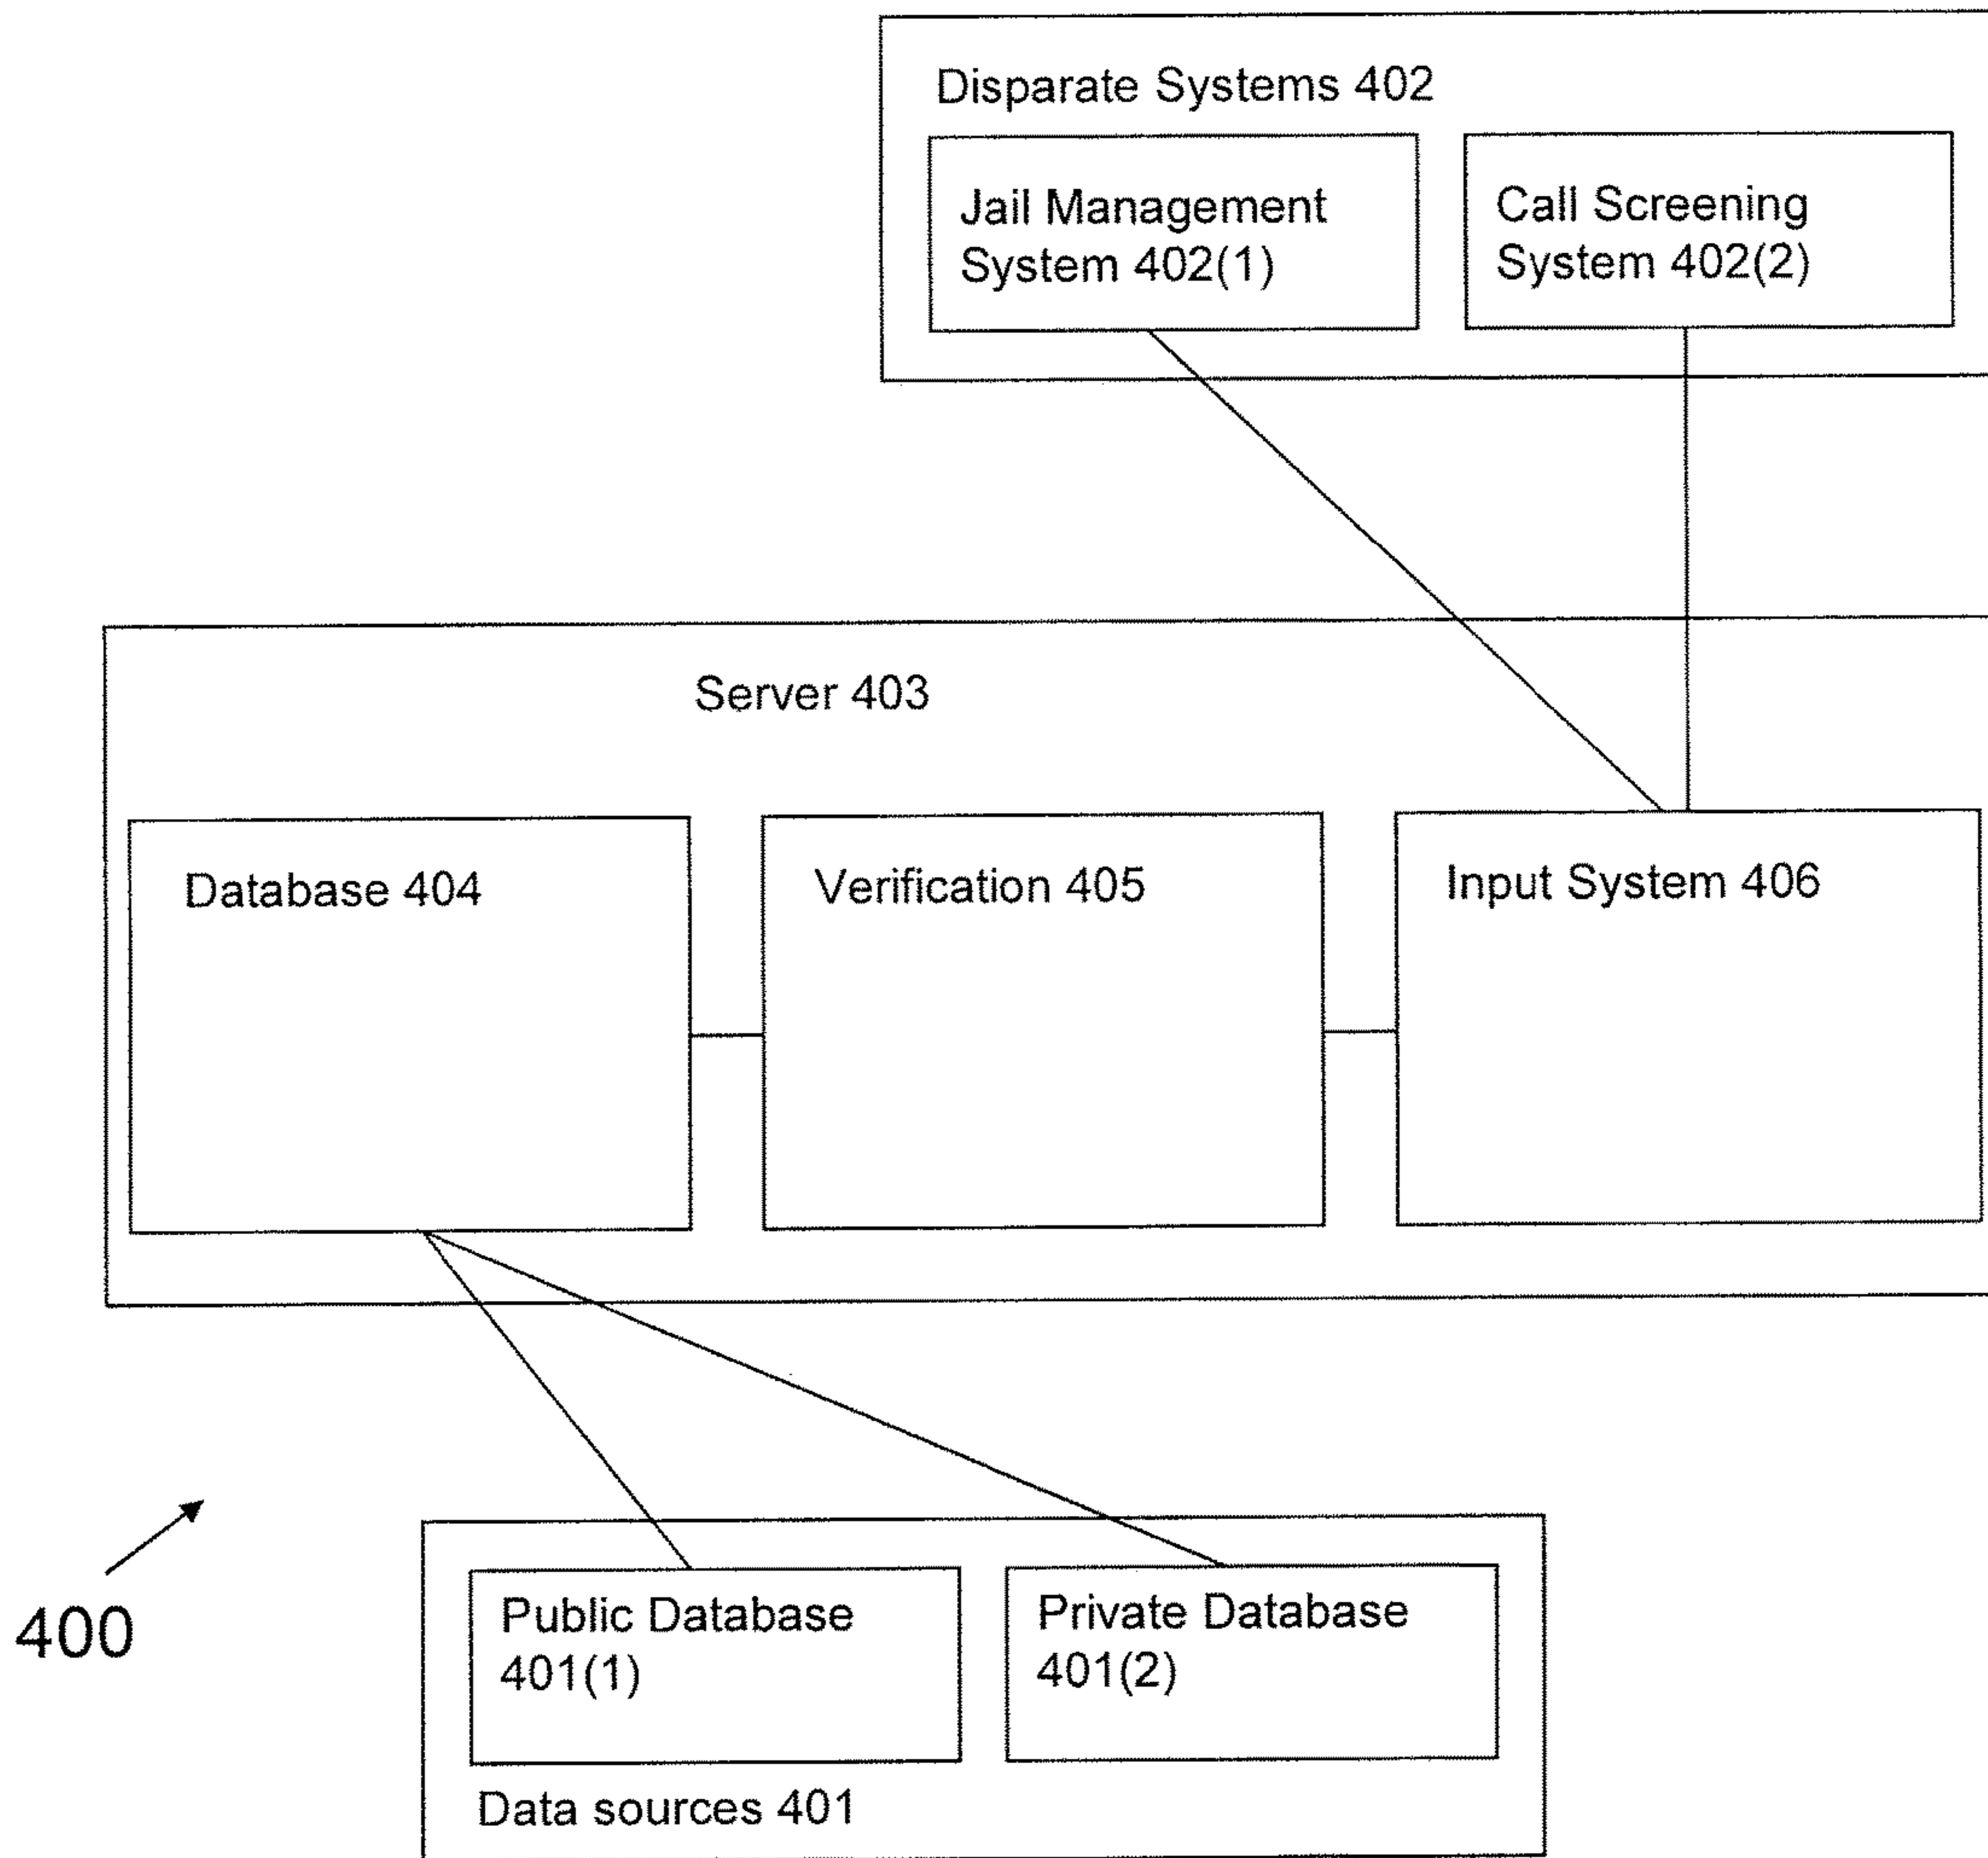 Disparate Systems 402
Jail Management
System 402(1)
Call Screening
System 402(2)
Server 403
Database 404
Verification 405
Input System 406
400
Public Database
401(1)
Private Database
401(2)
Data sources 401